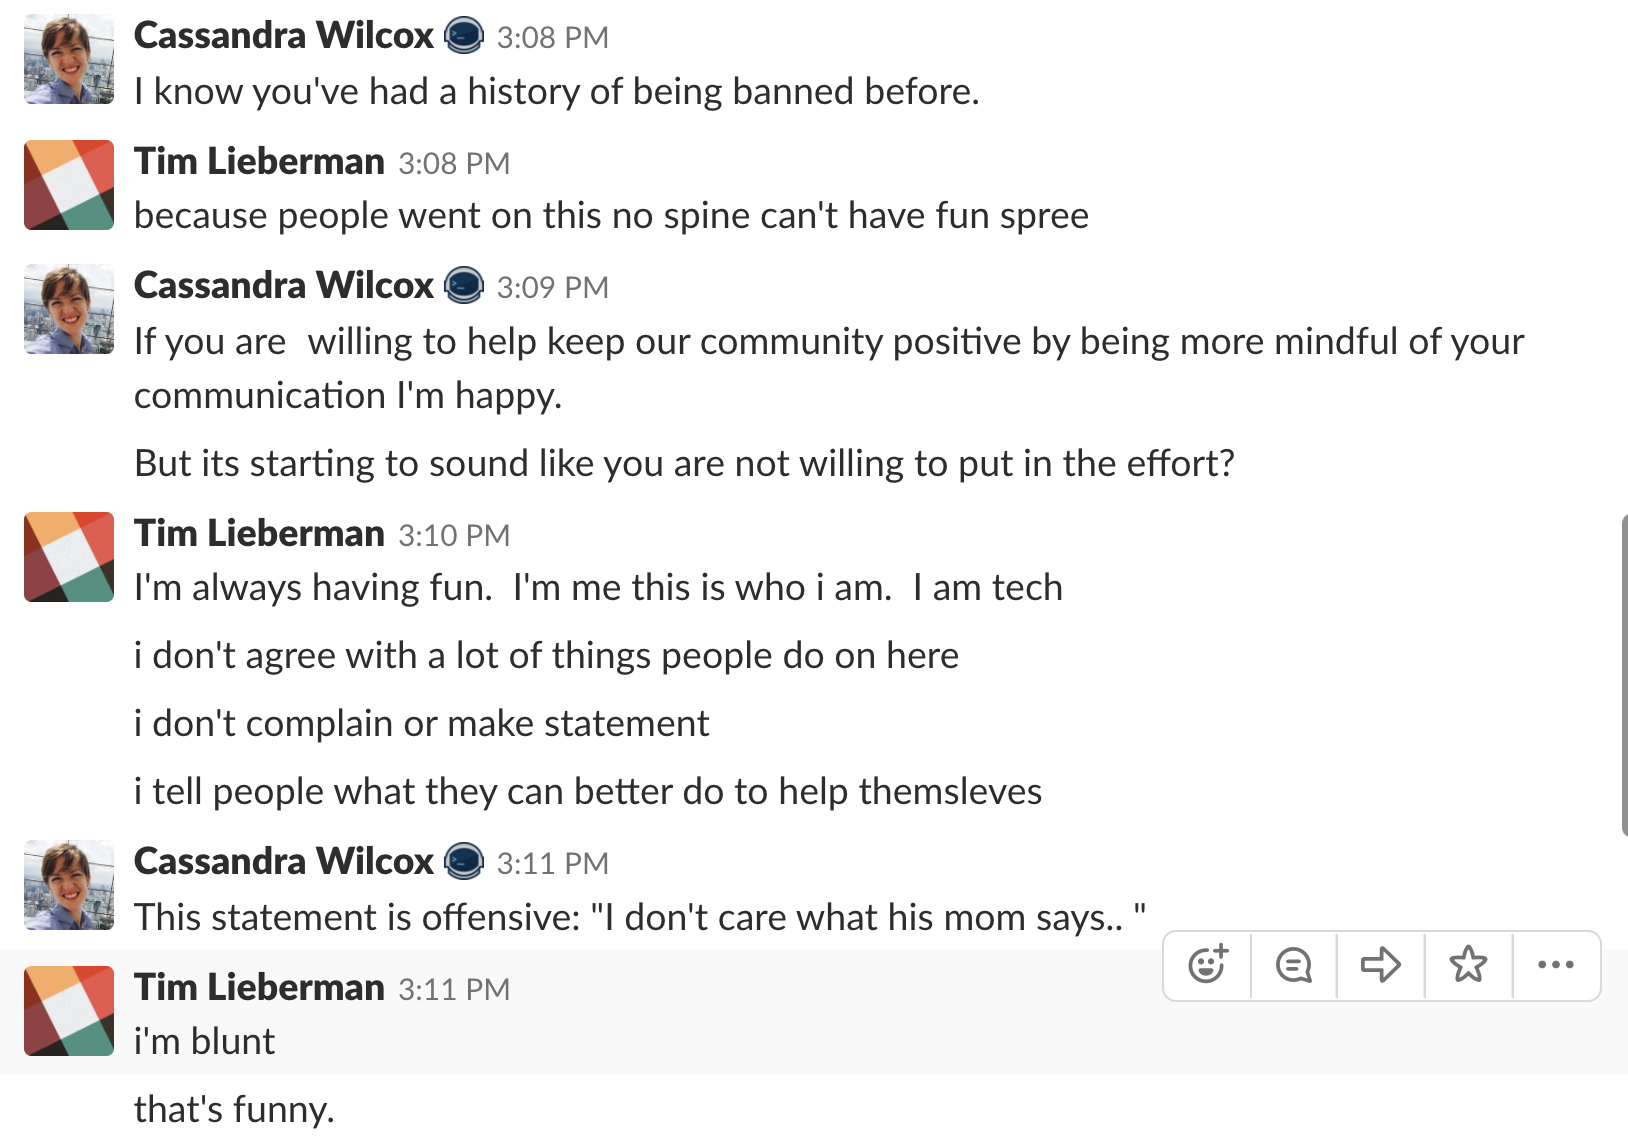 Cassandra Wilcox 3:08 PM
I know you've had a history of being banned before.
Tim Lieberman 3:08 PM
because people went on this no spine can't have fun spree
Cassandra Wilcox 3:09 PM
If you are  willing to help keep our community positive by being more mindful of your
communication I'm happy.
But its starting to sound like you are not willing to put in the effort?
Tim Lieberman 3:10 PM
I'm always having fun.  I'm me this is who i am.  I am tech
i don't agree with a lot of things people do on here
i don't complain or make statement
i tell people what they can better do to help themsleves
Cassandra Wilcox 3:11 PM
This statement is offensive: "I don't care what his mom says.. "
Tim Lieberman 3:11 PM
i'm blunt
that's funny.